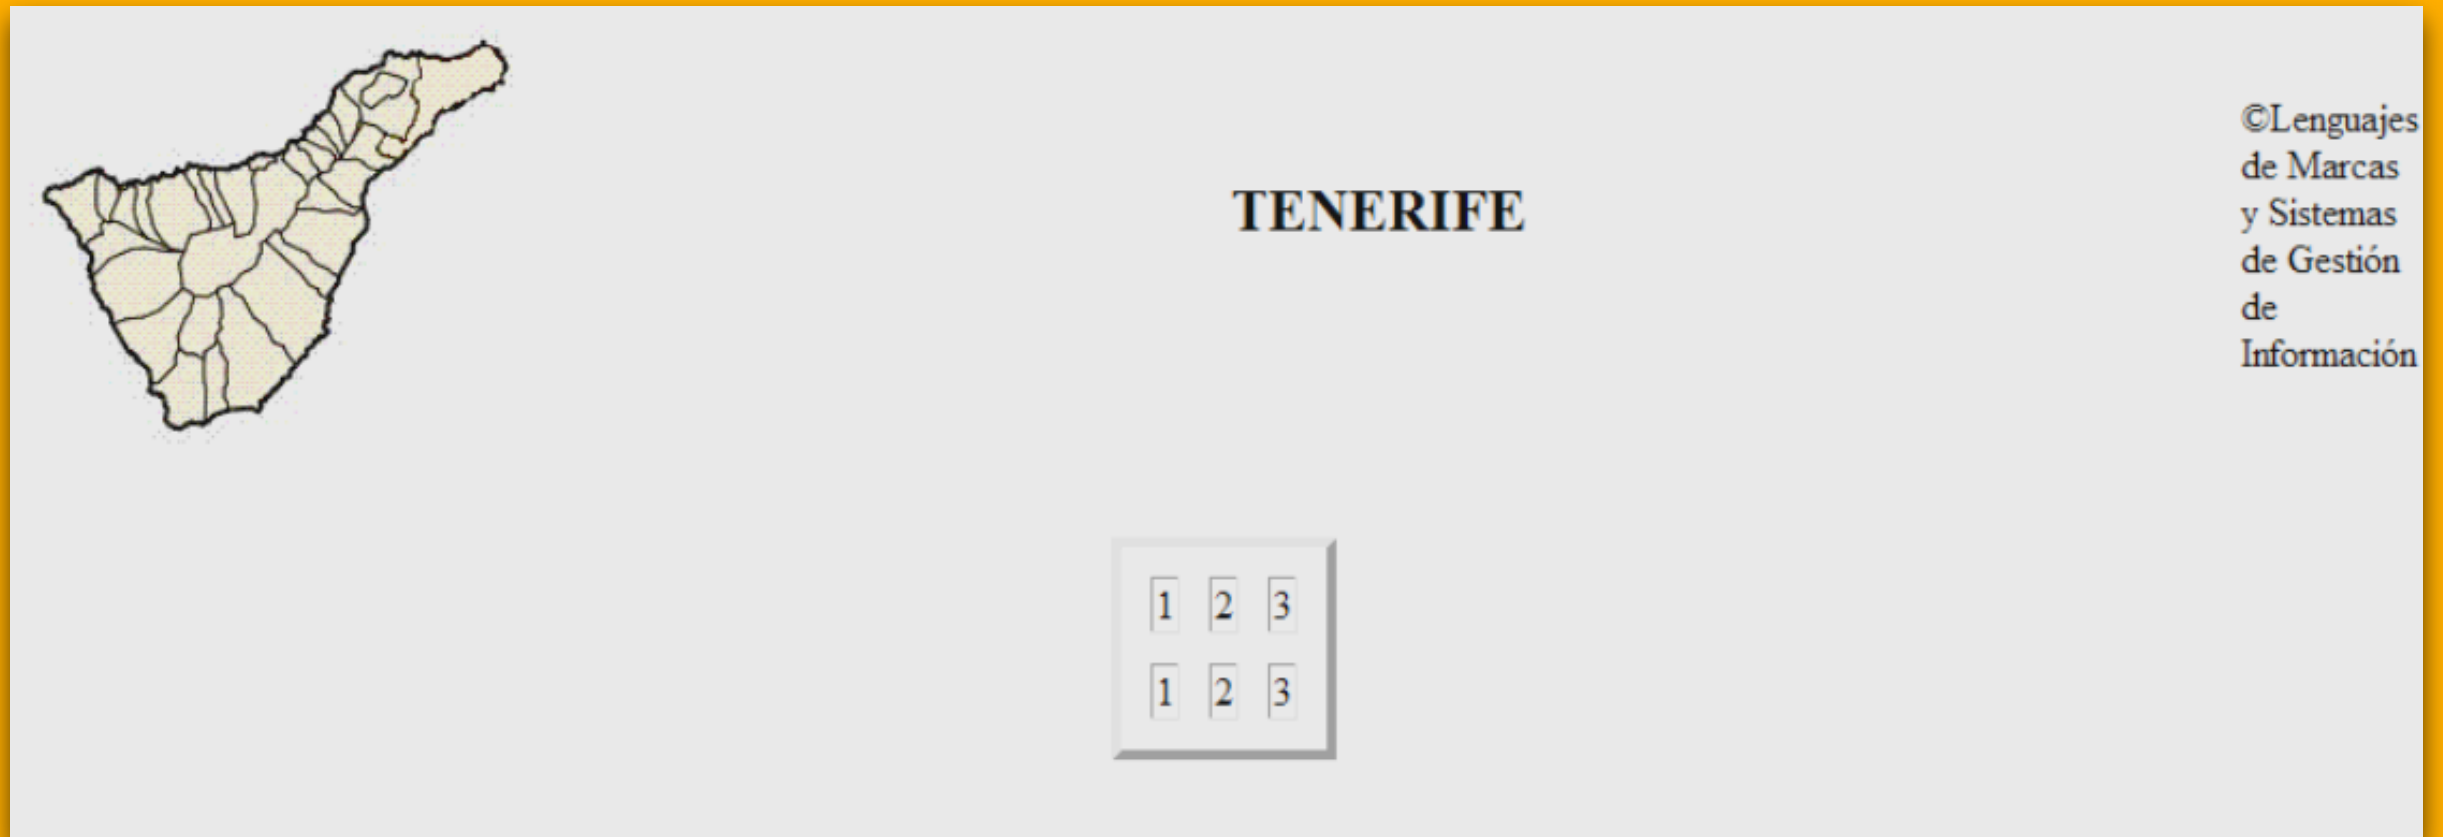 TENERIFE
©Lenguajes
de Marcas
y Sistemas
de Gestión
de
Información
1 2 3
1 2 3